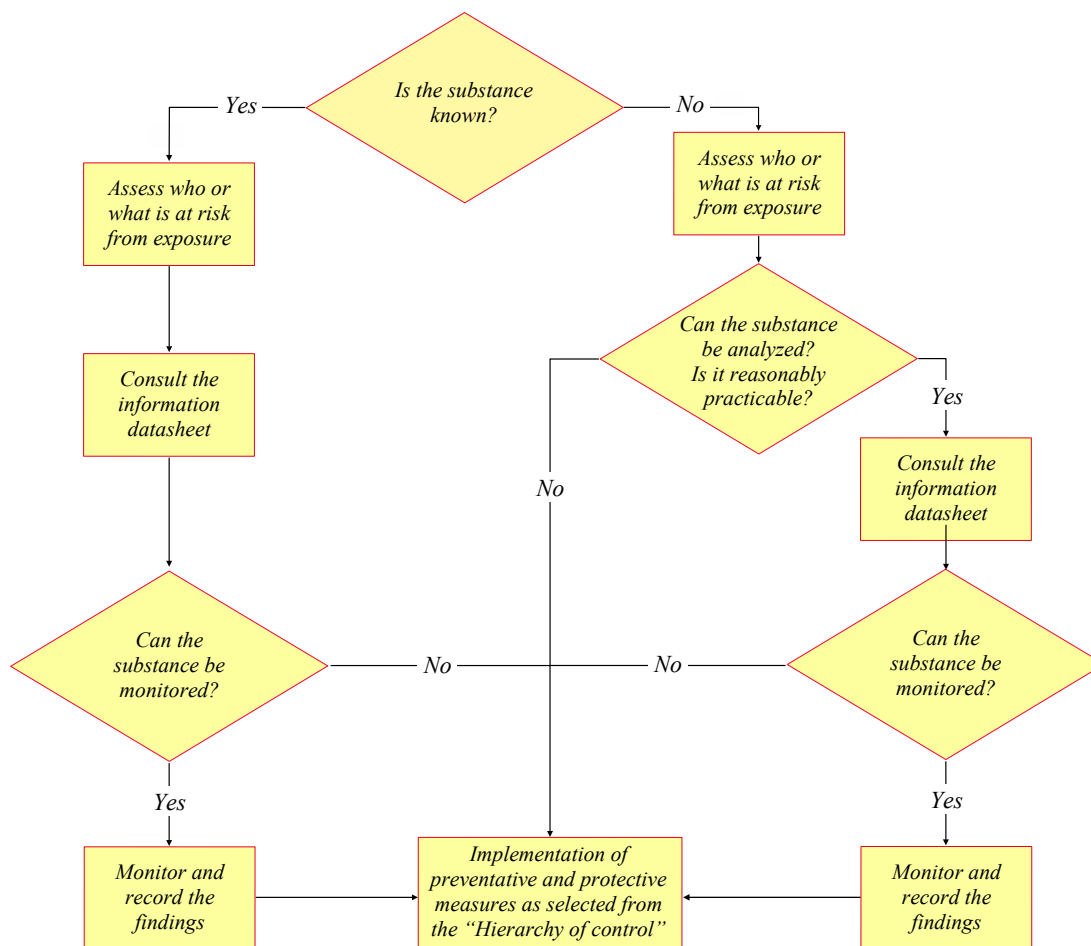 Is the substance
known?
Yes
No
Assess who or
what is at risk
from exposure
Assess who or
what is at risk
from exposure
Can the substance
be analyzed?
Is it reasonably
practicable?
Consult the
information
datasheet
Yes
Consult the
information
datasheet
No
Can the
substance be
monitored?
No
No
Can the
substance be
monitored?
Yes
Yes
Monitor and
record the
findings
Implementation of
preventative and protective
measures as selected from
the “Hierarchy of control”
Monitor and
record the
findings